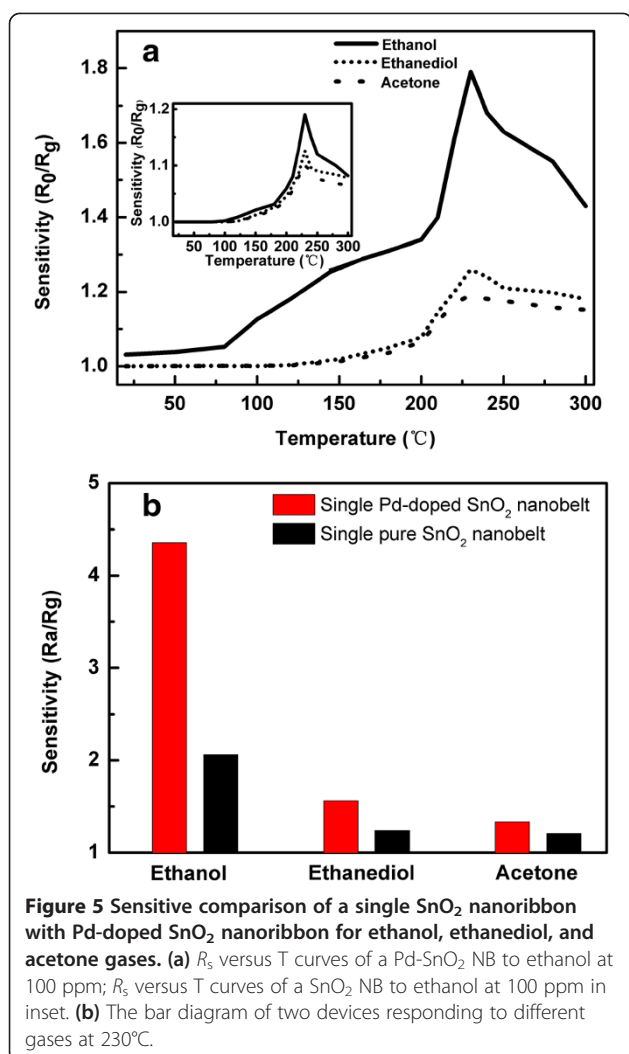 a
Ethanol
Ethanediol
Acetone
1.8
1.6
1.4
1.2
1.0
Sensitivity (R0/Rg)
1.2
1.1
1.0
Sensitivity (R0/Rg)
50 100 150 200 250 300
Temperature (℃)
50 100 150 200 250 300
Temperature (℃)
b
Single Pd-doped SnO2 nanobelt
Single pure SnO2 nanobelt
5
4
3
2
1
Sensitivity (Ra/Rg)
Ethanol Ethanediol Acetone
Figure 5 Sensitive comparison of a single SnO2 nanoribbon
with Pd-doped SnO2 nanoribbon for ethanol, ethanediol, and
acetone gases. (a) Rs versus T curves of a Pd-SnO2 NB to ethanol at
100 ppm; Rs versus T curves of a SnO2 NB to ethanol at 100 ppm in
inset. (b) The bar diagram of two devices responding to different
gases at 230°C.